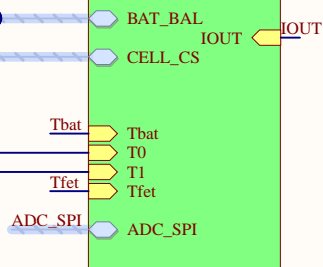 BAT_BAL
IOUT IOUT
CELL_CS
Tbat Tbat
T0
T1
Tfet Tfet
ADC_SPI ADC_SPI